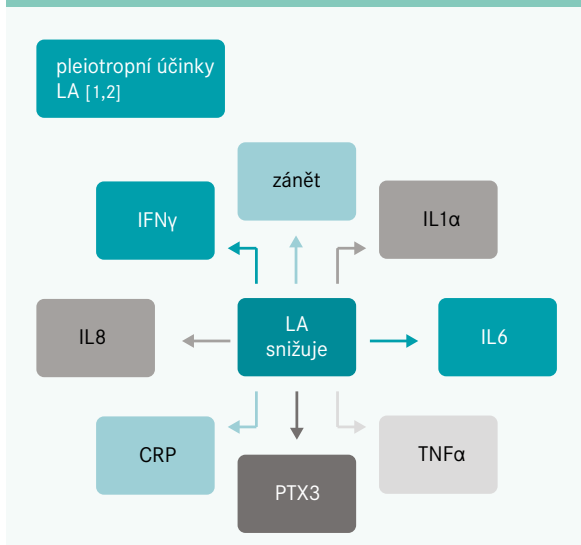 pleiotropní účinky
LA [1,2]
zánět
IFNγ
IL1α
IL8
LA
snižuje
IL6
CRP
TNFα
PTX3